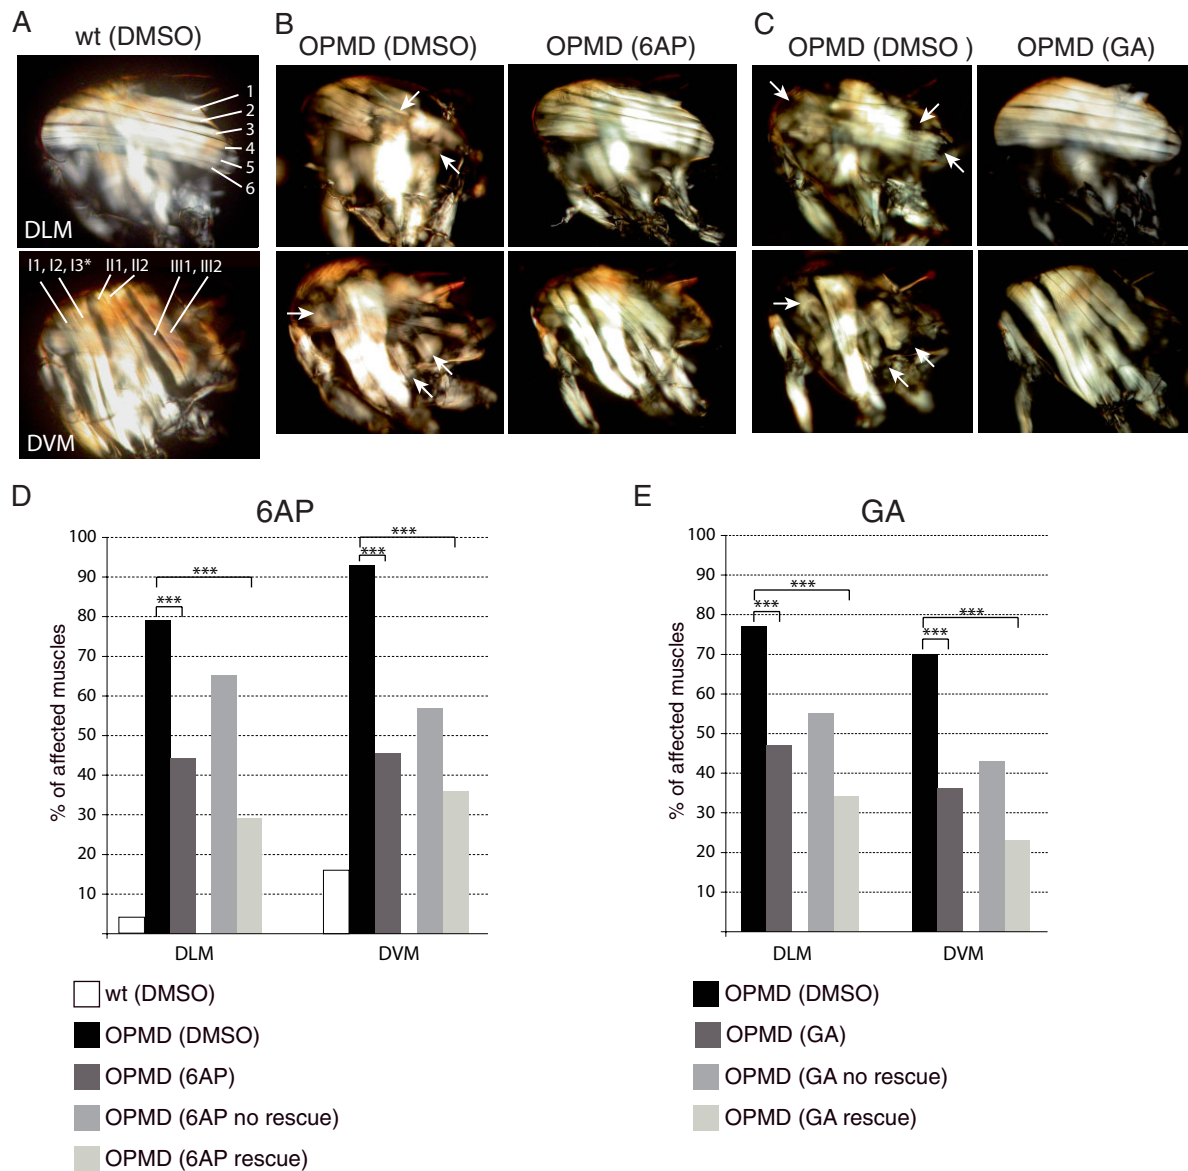 A
wt (DMSO)
1
2
3
4
5
6
DLM
I1, I2, I3*
II1, II2
III1, III2
DVM
B
OPMD (DMSO)
OPMD (6AP)
C
OPMD (DMSO )
OPMD (GA)
D
6AP
% of affected muscles
100
90
80
70
60
50
40
30
20
10
***
***
***
***
DLM
DVM
wt (DMSO)
OPMD (DMSO)
OPMD (6AP)
OPMD (6AP no rescue)
OPMD (6AP rescue)
E
GA
% of affected muscles
100
90
80
70
60
50
40
30
20
10
***
***
***
***
DLM
DVM
OPMD (DMSO)
OPMD (GA)
OPMD (GA no rescue)
OPMD (GA rescue)